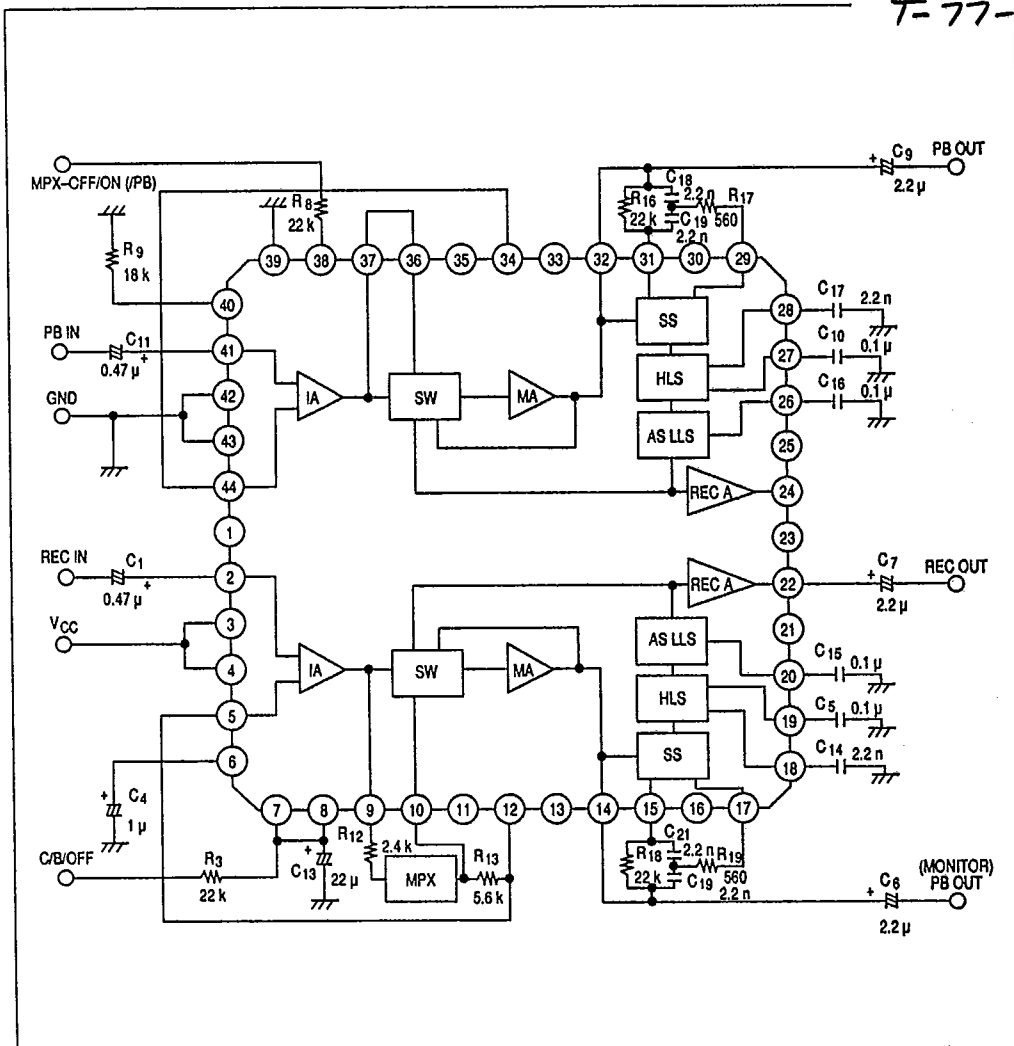 T-77-
MPX-CFF/ON (/PB)
R8
22 k
R9
18 k
C18
2.2 n
R16
22 k
C19
2.2 n
R17
560
+ C9
2.2 μ
PB OUT
39 38 37 36 35 34 33 32 31 30 29
40
41
42
43
44
1
2
3
4
5
6
PB IN
C11
0.47 μ +
GND
REC IN
C1
0.47 μ +
VCC
IA
SW
MA
SS
HLS
AS LLS
REC A
28
27
26
25
24
23
22
21
20
19
18
C17
2.2 n
C10
0.1 μ
C16
0.1 μ
IA
SW
MA
REC A
AS LLS
HLS
SS
+ C7
2.2 μ
REC OUT
C15
0.1 μ
C5
0.1 μ
C14
2.2 n
7 8 9 10 11 12 13 14 15 16 17
+ C4
1 μ
C/B/OFF
R3
22 k
+
C13
22 μ
R12
2.4 k
MPX
R13
5.6 k
C21
2.2 n
R18
22 k
C19
2.2 n
R19
560
+ C6
2.2 μ
(MONITOR)
PB OUT